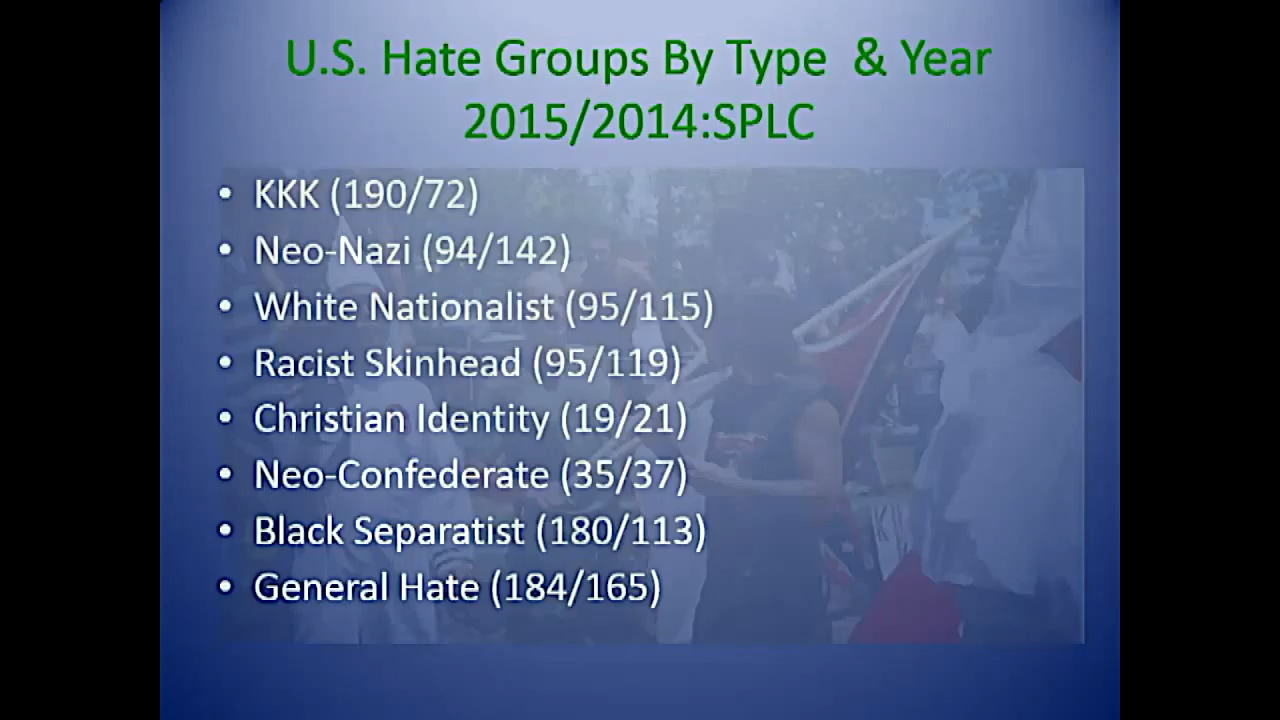 U.S. Hate Groups By Type & Year
2015/2014:SPLC
• KKK (190/72)
• Neo-Nazi (94/142)
• White Nationalist (95/115)
• Racist Skinhead (95/119)
• Christian Identity (19/21)
• Neo-Confederate (35/37)
• Black Separatist (180/113)
• General Hate (184/165)